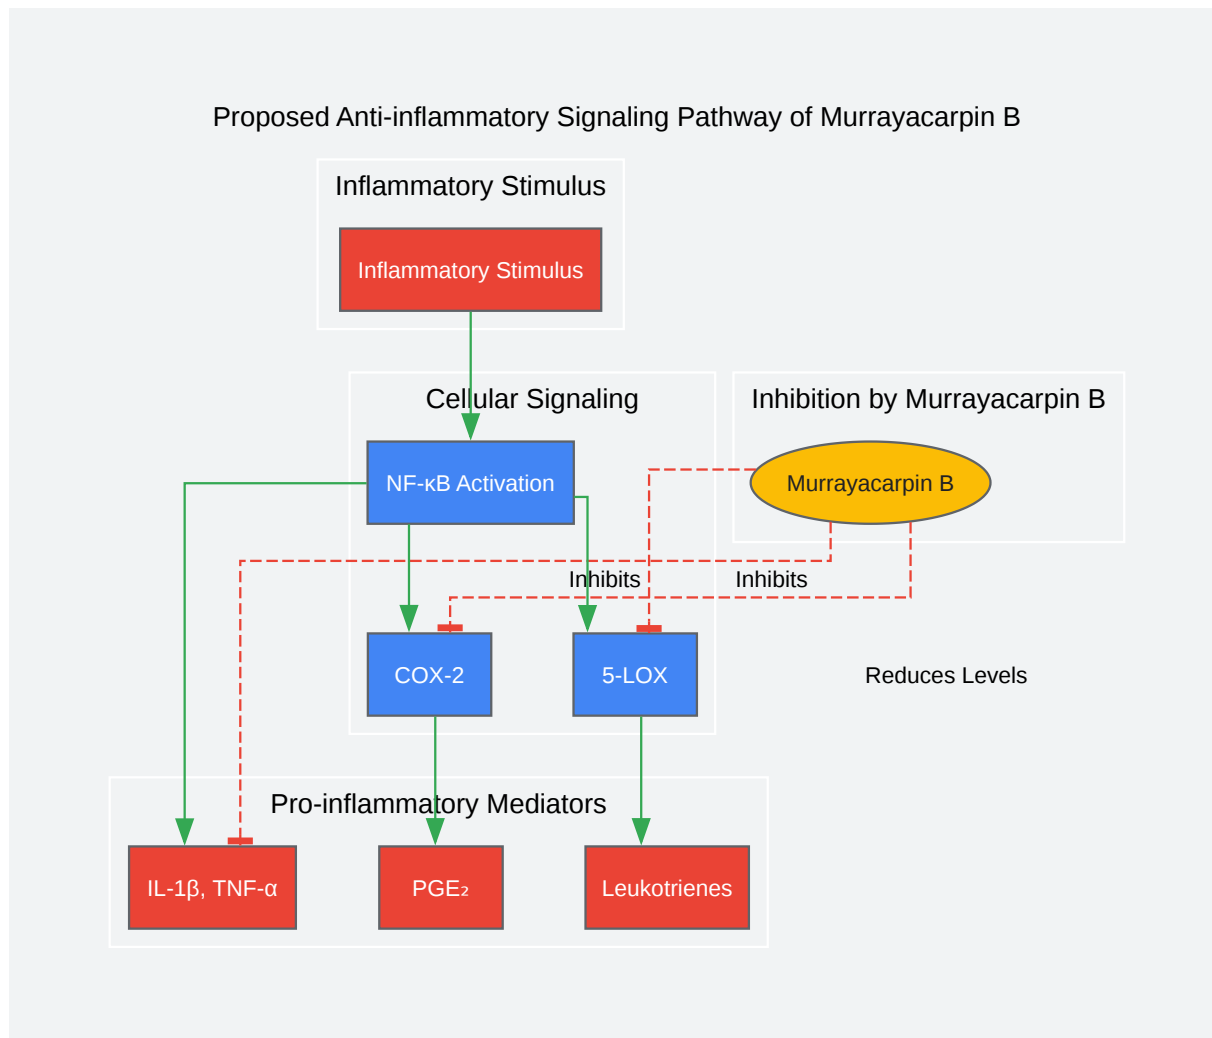 Proposed Anti-inflammatory Signaling Pathway of Murrayacarpin B
Inflammatory Stimulus
Inflammatory Stimulus
Cellular Signaling
Inhibition by Murrayacarpin B
NF-κB Activation
Murrayacarpin B
Inhibits
Inhibits
COX-2
5-LOX
Reduces Levels
Pro-inflammatory Mediators
IL-1β, TNF-α
PGE₂
Leukotrienes